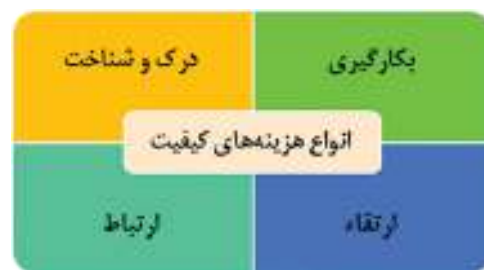 بکارگیری
درک و شناخت
انواع هزینه‌های کیفیت
ارتقاء
ارتباط